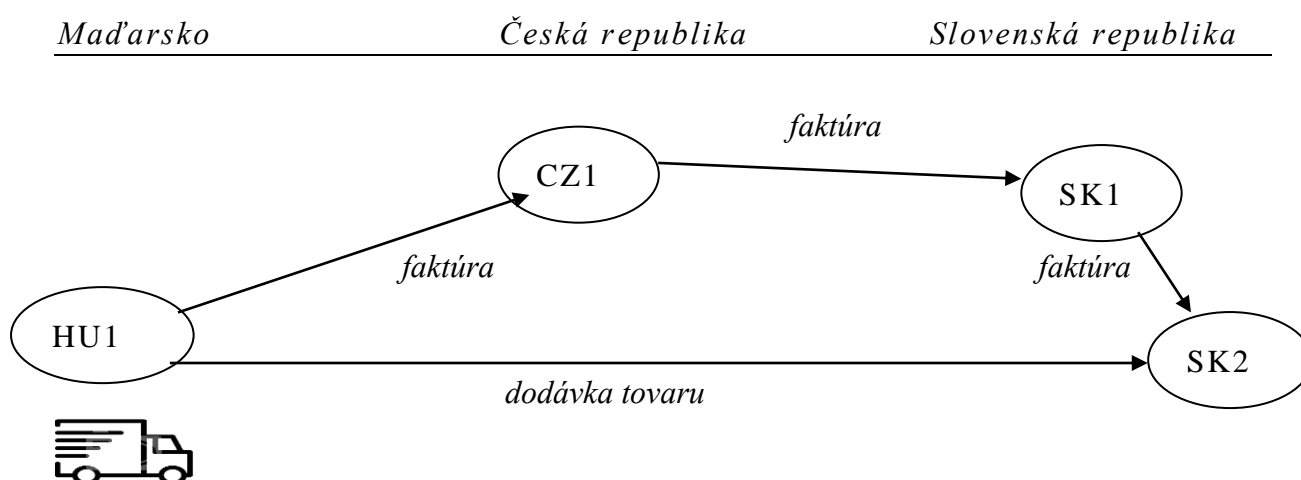 Maďarsko Česká republika Slovenská republika
faktúra
CZ1
SK1
faktúra
faktúra
HU1
SK2
dodávka tovaru